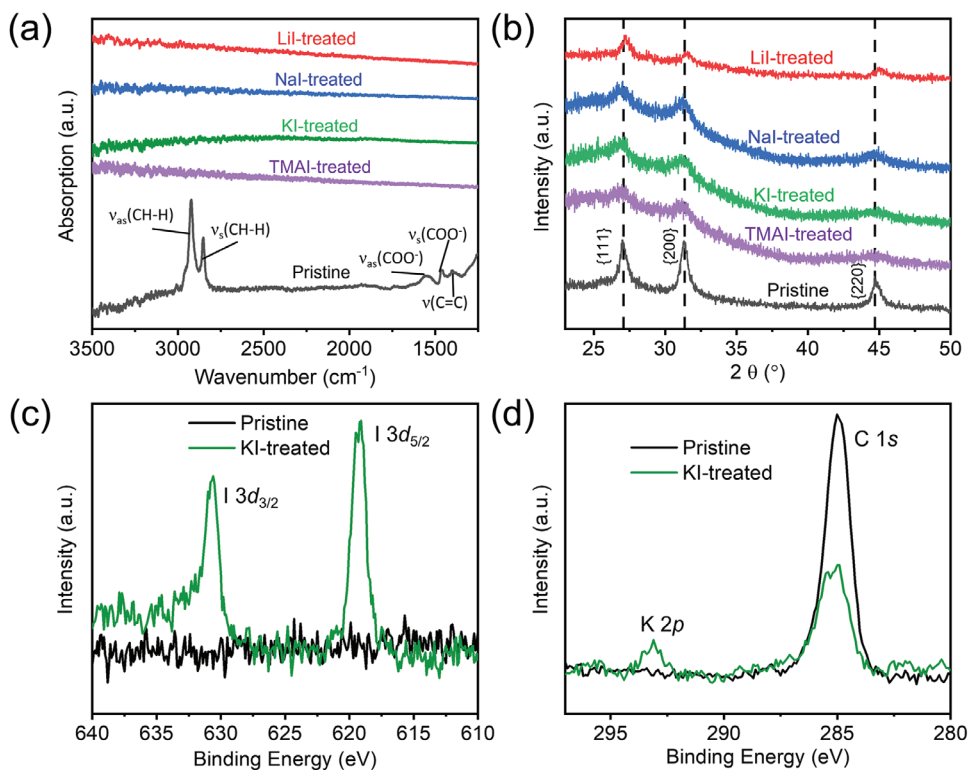 (a)
LiI-treated
NaI-treated
KI-treated
TMAI-treated
νas(CH-H)
νs(CH-H)
νs(COO-)
νas(COO-)
Pristine
ν(C=C)
Absorption (a.u.)
3500 3000 2500 2000 1500
Wavenumber (cm-1)
(b)
LiI-treated
NaI-treated
KI-treated
TMAI-treated
{111}
{200}
{220}
Pristine
Intensity (a.u.)
25 30 35 40 45 50
2 θ (°)
(c)
Pristine
KI-treated
I 3d5/2
I 3d3/2
Intensity (a.u.)
640 635 630 625 620 615 610
Binding Energy (eV)
(d)
Pristine
KI-treated
C 1s
K 2p
Intensity (a.u.)
295 290 285 280
Binding Energy (eV)